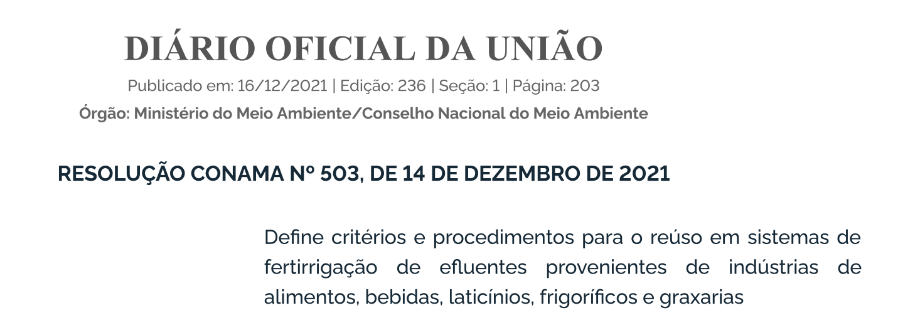 DIÁRIO OFICIAL DA UNIÃO
Publicado em: 16/12/2021 | Edição: 236 | Seção: 1 | Página: 203
Órgão: Ministério do Meio Ambiente/Conselho Nacional do Meio Ambiente
RESOLUÇÃO CONAMA Nº 503, DE 14 DE DEZEMBRO DE 2021
Define critérios e procedimentos para o reúso em sistemas de
fertirrigação de efluentes provenientes de indústrias de
alimentos, bebidas, laticínios, frigoríficos e graxarias